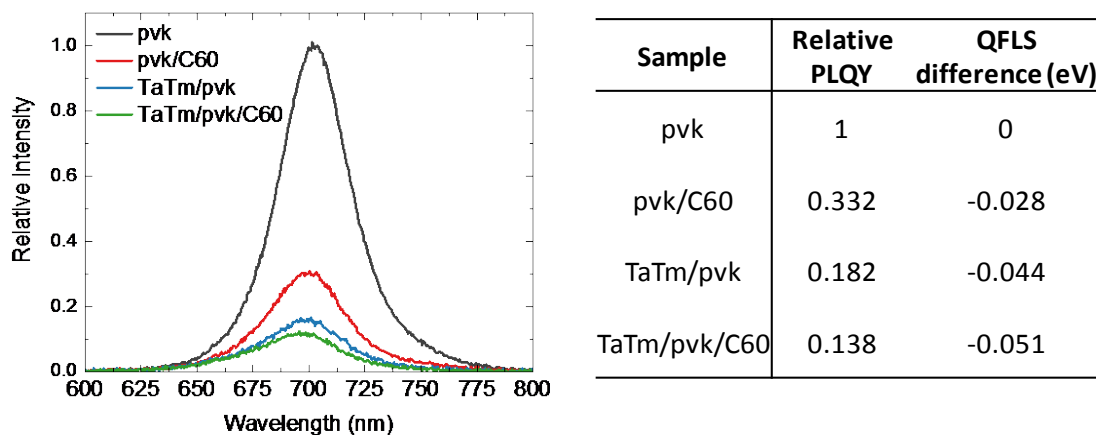 pvk
pvk/C60
TaTm/pvk
TaTm/pvk/C60
Relative Intensity
1.0
0.8
0.6
0.4
0.2
0.0
600 625 650 675 700 725 750 775 800
Wavelength (nm)
Sample Relative PLQY QFLS difference (eV)
pvk 1 0
pvk/C60 0.332 -0.028
TaTm/pvk 0.182 -0.044
TaTm/pvk/C60 0.138 -0.051